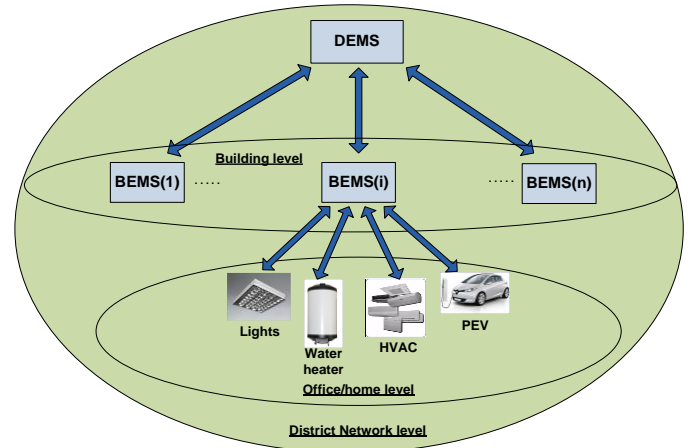 DEMS
Building level
BEMS(1) ..... BEMS(i) ..... BEMS(n)
Lights
Water
heater
HVAC
PEV
Office/home level
District Network level